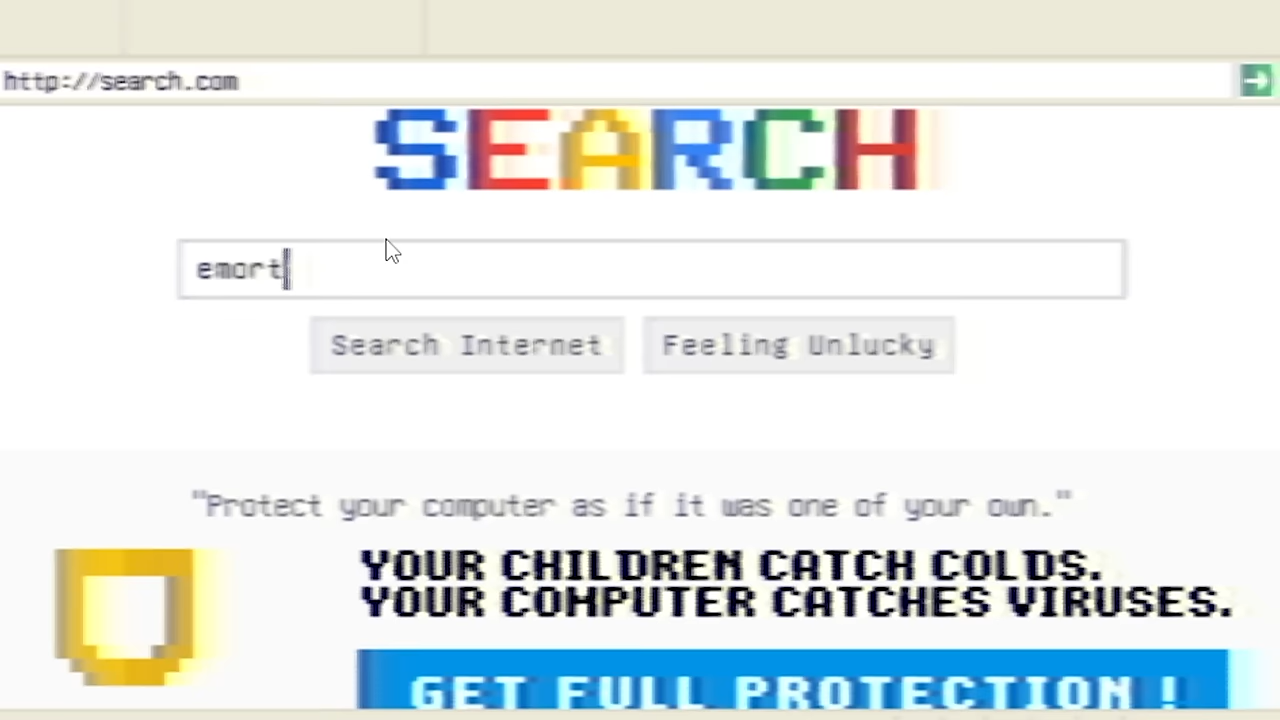 http://search.com
SEARCH
emort
Search Internet
Feeling Unlucky
"Protect your computer as if it was one of your own."
YOUR CHILDREN CATCH COLDS.
YOUR COMPUTER CATCHES VIRUSES.
GET FULL PROTECTION !